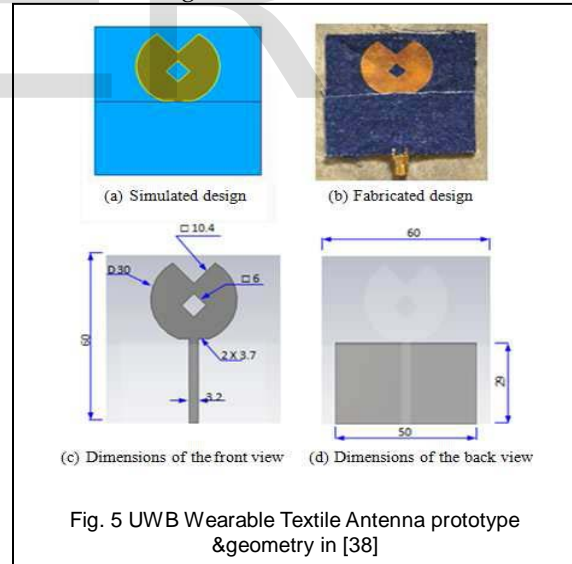 (a) Simulated design
(b) Fabricated design
□ 10.4
D30
□ 6
60
2 X 3.7
3.2
60
29
50
(c) Dimensions of the front view
(d) Dimensions of the back view
Fig. 5 UWB Wearable Textile Antenna prototype
&geometry in [38]